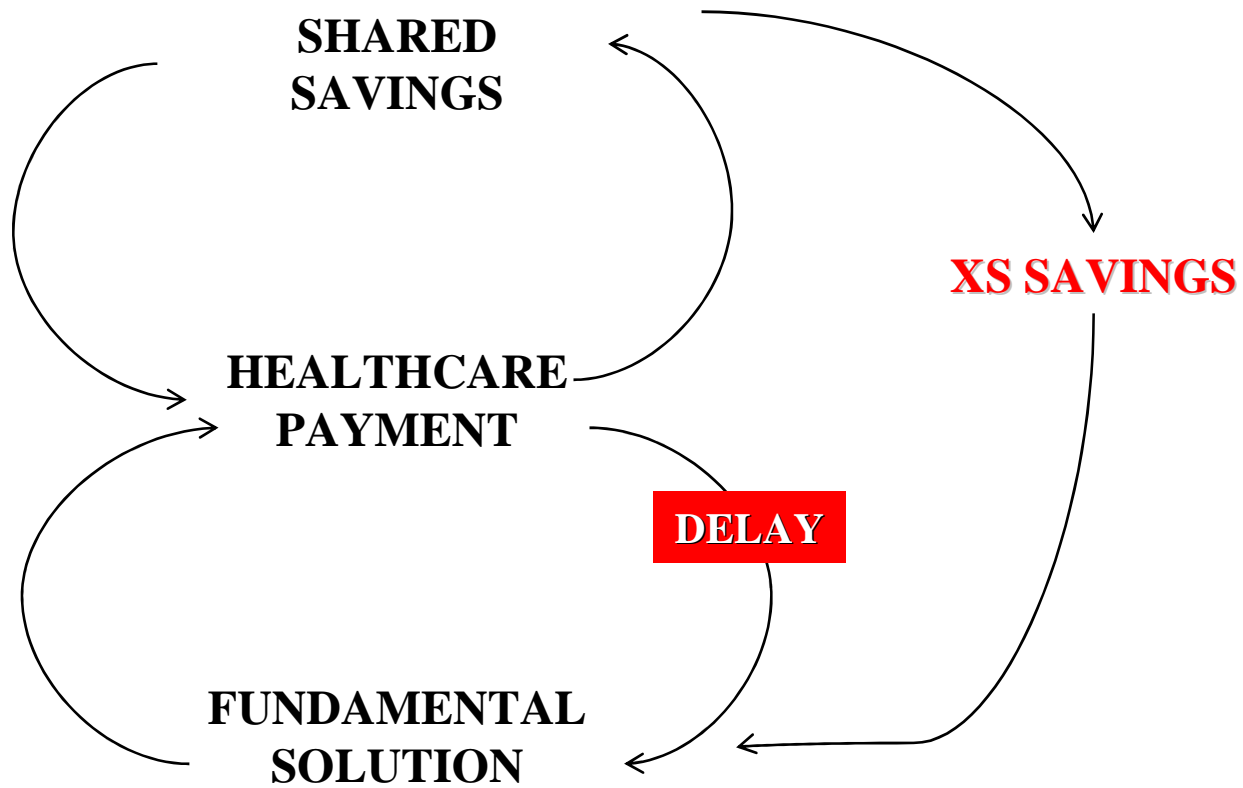 SHARED
SAVINGS
XS SAVINGS
HEALTHCARE
PAYMENT
DELAY
FUNDAMENTAL
SOLUTION